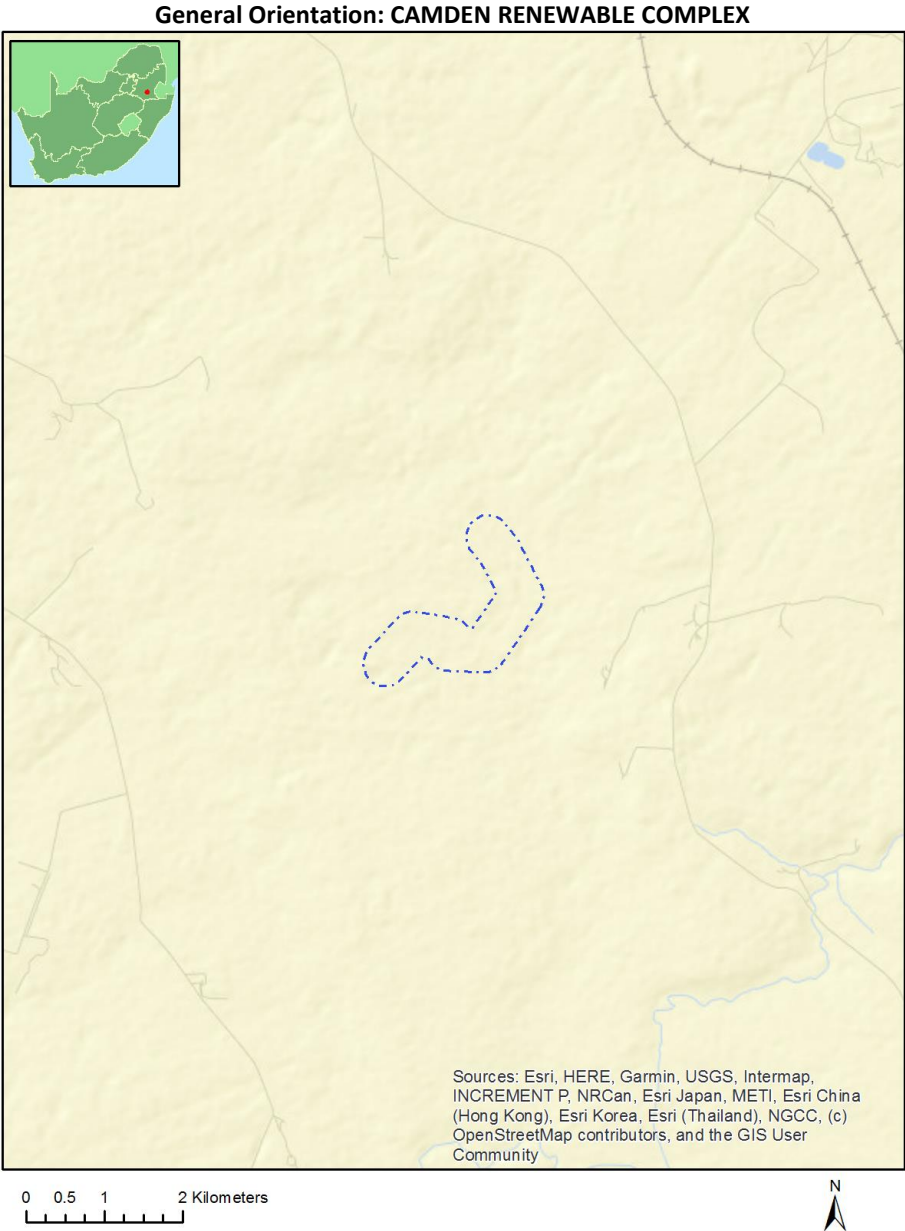 General Orientation: CAMDEN RENEWABLE COMPLEX
Sources: Esri, HERE, Garmin, USGS, Intermap,
INCREMENT P, NRCan, Esri Japan, METI, Esri China
(Hong Kong), Esri Korea, Esri (Thailand), NGCC, (c)
OpenStreetMap contributors, and the GIS User
Community
0 0.5 1 2 Kilometers
N